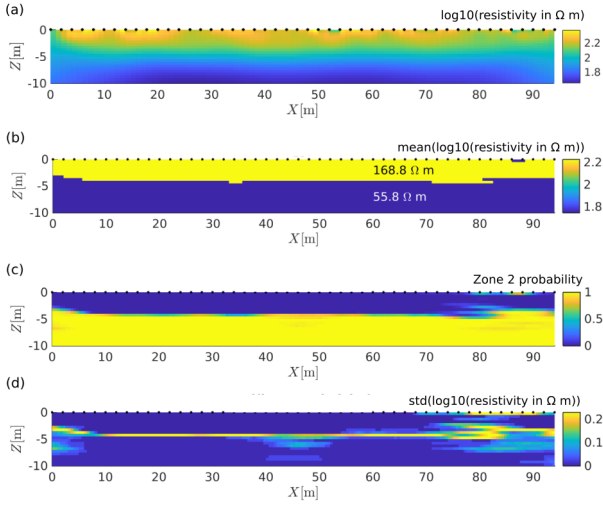 (a)
log10(resistivity in Ω m)
0
-5
-10
Z[m]
0 10 20 30 40 50 60 70 80 90
X[m]
2.2
2
1.8
(b)
mean(log10(resistivity in Ω m))
168.8 Ω m
55.8 Ω m
0
-5
-10
Z[m]
0 10 20 30 40 50 60 70 80 90
X[m]
2.2
2
1.8
(c)
Zone 2 probability
0
-5
-10
Z[m]
0 10 20 30 40 50 60 70 80 90
X[m]
1
0.5
0
(d)
std(log10(resistivity in Ω m))
0
-5
-10
Z[m]
0 10 20 30 40 50 60 70 80 90
X[m]
0.2
0.1
0